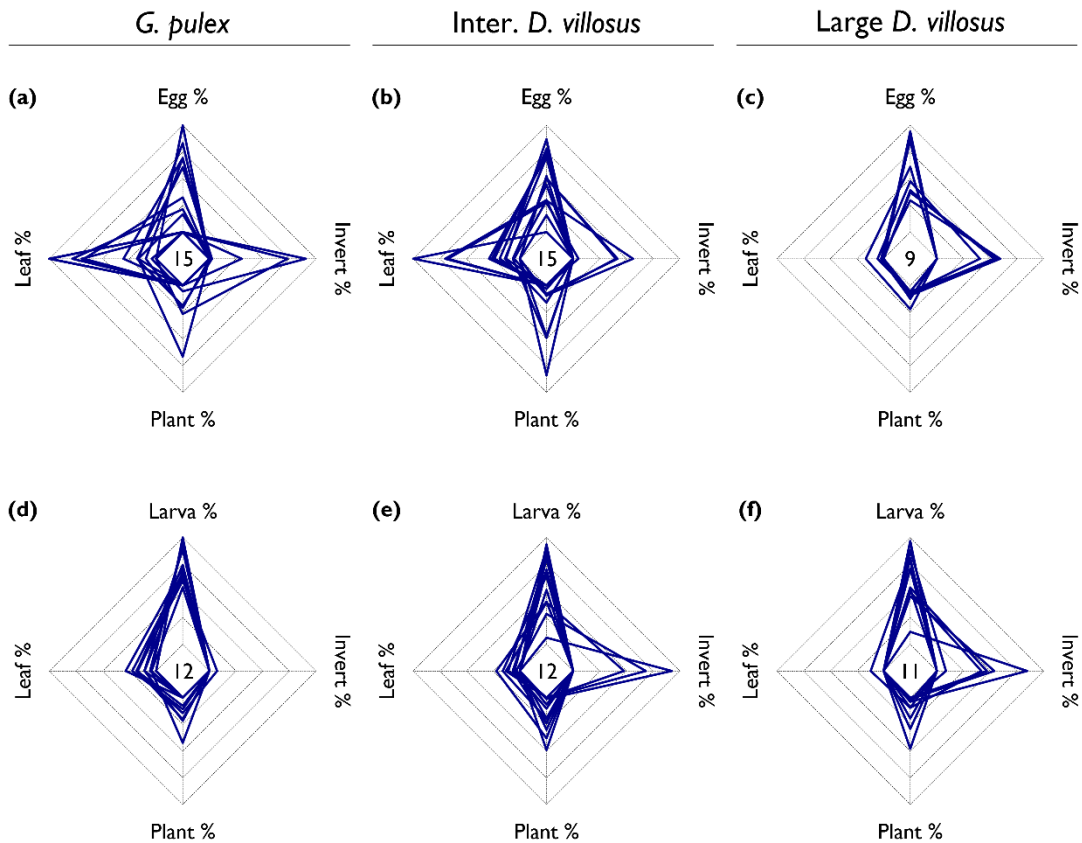 G. pulex
Inter. D. villosus
Large D. villosus
(a)
Egg %
Leaf %
15
Invert %
Plant %
(b)
Egg %
Leaf %
15
Invert %
Plant %
(c)
Egg %
Leaf %
9
Invert %
Plant %
(d)
Larva %
Leaf %
12
Invert %
Plant %
(e)
Larva %
Leaf %
12
Invert %
Plant %
(f)
Larva %
Leaf %
11
Invert %
Plant %